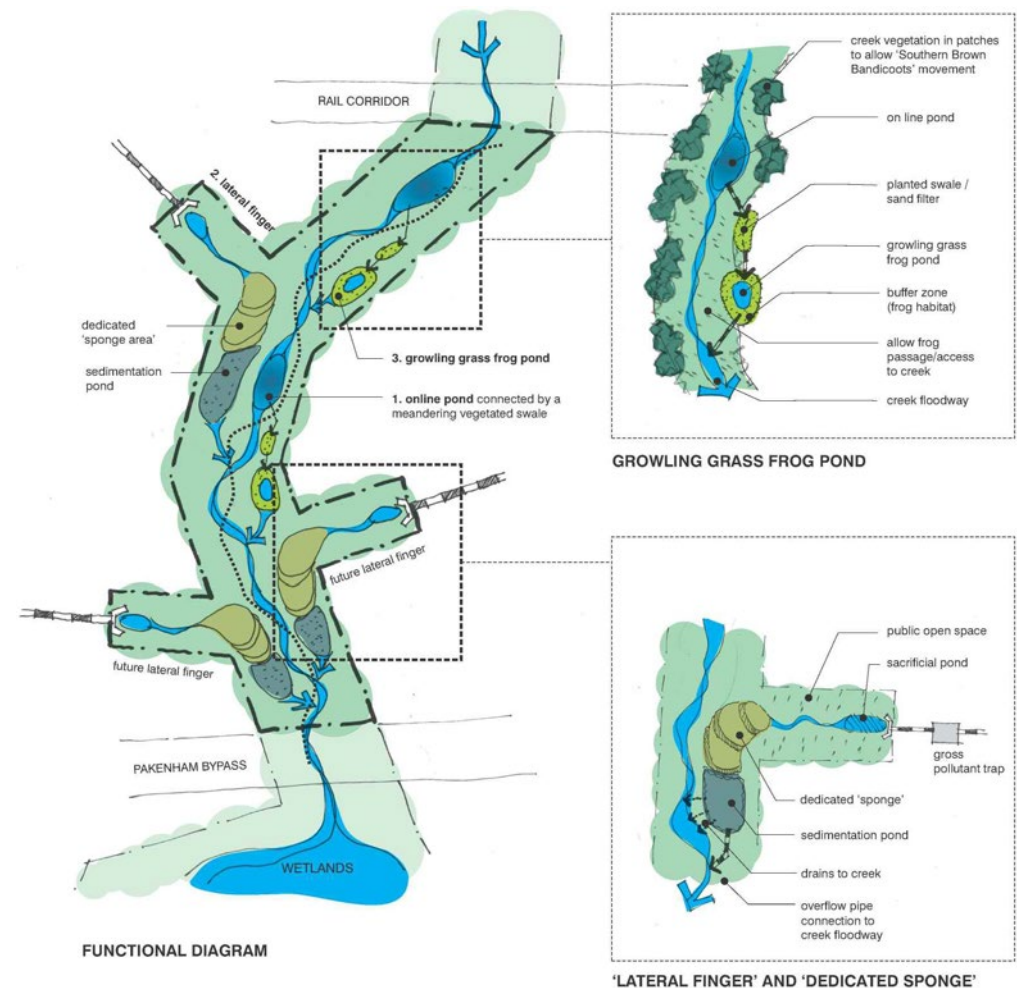 RAIL CORRIDOR
2. lateral finger
dedicated
'sponge area'
sedimentation
pond
3. growling grass frog pond
1. online pond connected by a
meandering vegetated swale
future lateral finger
future lateral finger
PAKENHAM BYPASS
WETLANDS
FUNCTIONAL DIAGRAM
creek vegetation in patches
to allow 'Southern Brown
Bandicoots' movement
on line pond
planted swale /
sand filter
growling grass
frog pond
buffer zone
(frog habitat)
allow frog
passage/access
to creek
creek floodway
GROWLING GRASS FROG POND
public open space
sacrificial pond
gross
pollutant trap
dedicated 'sponge'
sedimentation pond
drains to creek
overflow pipe
connection to
creek floodway
'LATERAL FINGER' AND 'DEDICATED SPONGE'